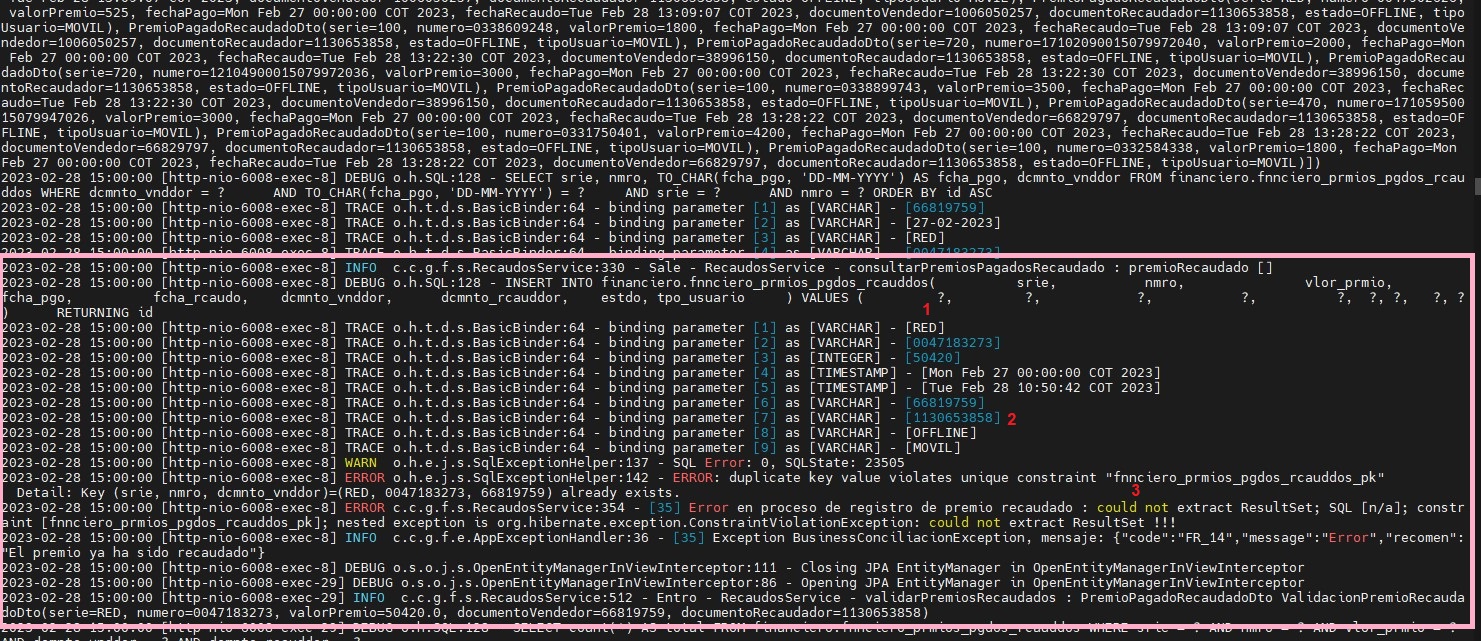 valorPremio=525, fechaPago=Mon Feb 27 00:00:00 COT 2023, fechaRecaudo=Tue Feb 28 13:09:07 COT 2023, documentoVendedor=1006050257, documentoRecaudador=1130653858, estado=OFFLINE, tipo
Usuario=MOVIL), PremioPagadoRecaudadoDto(serie=100, numero=0338609248, valorPremio=1800, fechaPago=Mon Feb 27 00:00:00 COT 2023, fechaRecaudo=Tue Feb 28 13:09:07 COT 2023, documentoVe
ndedor=1006050257, documentoRecaudador=1130653858, estado=OFFLINE, tipoUsuario=MOVIL), PremioPagadoRecaudadoDto(serie=720, numero=17102090015079972040, valorPremio=2000, fechaPago=Mon
Feb 27 00:00:00 COT 2023, fechaRecaudo=Tue Feb 28 13:22:30 COT 2023, documentoVendedor=38996150, documentoRecaudador=1130653858, estado=OFFLINE, tipoUsuario=MOVIL), PremioPagadoRecau
dadoDto(serie=720, numero=12104900015079972036, valorPremio=3000, fechaPago=Mon Feb 27 00:00:00 COT 2023, fechaRecaudo=Tue Feb 28 13:22:30 COT 2023, documentoVendedor=38996150, docume
ntoRecaudador=1130653858, estado=OFFLINE, tipoUsuario=MOVIL), PremioPagadoRecaudadoDto(serie=100, numero=0338899743, valorPremio=3500, fechaPago=Mon Feb 27 00:00:00 COT 2023, fechaRec
audo=Tue Feb 28 13:22:30 COT 2023, documentoVendedor=38996150, documentoRecaudador=1130653858, estado=OFFLINE, tipoUsuario=MOVIL), PremioPagadoRecaudadoDto(serie=470, numero=171059500
15079947026, valorPremio=3000, fechaPago=Mon Feb 27 00:00:00 COT 2023, fechaRecaudo=Tue Feb 28 13:28:22 COT 2023, documentoVendedor=66829797, documentoRecaudador=1130653858, estado=OF
FLINE, tipoUsuario=MOVIL), PremioPagadoRecaudadoDto(serie=100, numero=0331750401, valorPremio=4200, fechaPago=Mon Feb 27 00:00:00 COT 2023, fechaRecaudo=Tue Feb 28 13:28:22 COT 2023,
documentoVendedor=66829797, documentoRecaudador=1130653858, estado=OFFLINE, tipoUsuario=MOVIL), PremioPagadoRecaudadoDto(serie=100, numero=0332584338, valorPremio=1800, fechaPago=Mon
Feb 27 00:00:00 COT 2023, fechaRecaudo=Tue Feb 28 13:28:22 COT 2023, documentoVendedor=66829797, documentoRecaudador=1130653858, estado=OFFLINE, tipoUsuario=MOVIL)])
2023-02-28 15:00:00 [http-nio-6008-exec-8] DEBUG o.h.SQL:128 - SELECT srie, nmro, TO_CHAR(fcha_pgo, 'DD-MM-YYYY') AS fcha_pgo, dcmnto_vnddor FROM financiero.fnnciero_prmios_pgdos_rcau
ddos WHERE dcmnto_vnddor = ? AND TO_CHAR(fcha_pgo, 'DD-MM-YYYY') = ? AND srie = ? AND nmro = ? ORDER BY id ASC
2023-02-28 15:00:00 [http-nio-6008-exec-8] TRACE o.h.t.d.s.BasicBinder:64 - binding parameter [1] as [VARCHAR] - [66819759]
2023-02-28 15:00:00 [http-nio-6008-exec-8] TRACE o.h.t.d.s.BasicBinder:64 - binding parameter [2] as [VARCHAR] - [27-02-2023]
2023-02-28 15:00:00 [http-nio-6008-exec-8] TRACE o.h.t.d.s.BasicBinder:64 - binding parameter [3] as [VARCHAR] - [RED]
2023-02-28 15:00:00 [http-nio-6008-exec-8] TRACE o.h.t.d.s.BasicBinder:64 - binding parameter [4] as [VARCHAR] - [0047183273]
2023-02-28 15:00:00 [http-nio-6008-exec-8] INFO c.c.g.f.s.RecaudosService:330 - Sale - RecaudosService - consultarPremiosPagadosRecaudado : premioRecaudado []
2023-02-28 15:00:00 [http-nio-6008-exec-8] DEBUG o.h.SQL:128 - INSERT INTO financiero.fnnciero_prmios_pgdos_rcauddos( srie, nmro, vlor_prmio,
fcha_pgo, fcha_rcaudo, dcmnto_vnddor, dcmnto_rcauddor, estdo, tpo_usuario ) VALUES ( ?, ?, ?, ?, ?, ?, ?, ?, ?
) RETURNING id 1
2023-02-28 15:00:00 [http-nio-6008-exec-8] TRACE o.h.t.d.s.BasicBinder:64 - binding parameter [1] as [VARCHAR] - [RED]
2023-02-28 15:00:00 [http-nio-6008-exec-8] TRACE o.h.t.d.s.BasicBinder:64 - binding parameter [2] as [VARCHAR] - [0047183273]
2023-02-28 15:00:00 [http-nio-6008-exec-8] TRACE o.h.t.d.s.BasicBinder:64 - binding parameter [3] as [INTEGER] - [50420]
2023-02-28 15:00:00 [http-nio-6008-exec-8] TRACE o.h.t.d.s.BasicBinder:64 - binding parameter [4] as [TIMESTAMP] - [Mon Feb 27 00:00:00 COT 2023]
2023-02-28 15:00:00 [http-nio-6008-exec-8] TRACE o.h.t.d.s.BasicBinder:64 - binding parameter [5] as [TIMESTAMP] - [Tue Feb 28 10:50:42 COT 2023]
2023-02-28 15:00:00 [http-nio-6008-exec-8] TRACE o.h.t.d.s.BasicBinder:64 - binding parameter [6] as [VARCHAR] - [66819759]
2023-02-28 15:00:00 [http-nio-6008-exec-8] TRACE o.h.t.d.s.BasicBinder:64 - binding parameter [7] as [VARCHAR] - [1130653858] 2
2023-02-28 15:00:00 [http-nio-6008-exec-8] TRACE o.h.t.d.s.BasicBinder:64 - binding parameter [8] as [VARCHAR] - [OFFLINE]
2023-02-28 15:00:00 [http-nio-6008-exec-8] TRACE o.h.t.d.s.BasicBinder:64 - binding parameter [9] as [VARCHAR] - [MOVIL]
2023-02-28 15:00:00 [http-nio-6008-exec-8] WARN o.h.e.j.s.SqlExceptionHelper:137 - SQL Error: 0, SQLState: 23505
2023-02-28 15:00:00 [http-nio-6008-exec-8] ERROR o.h.e.j.s.SqlExceptionHelper:142 - ERROR: duplicate key value violates unique constraint "fnnciero_prmios_pgdos_rcauddos_pk"
Detail: Key (srie, nmro, dcmnto_vnddor)=(RED, 0047183273, 66819759) already exists. 3
2023-02-28 15:00:00 [http-nio-6008-exec-8] ERROR c.c.g.f.s.RecaudosService:354 - [35] Error en proceso de registro de premio recaudado : could not extract ResultSet; SQL [n/a]; constr
aint [fnnciero_prmios_pgdos_rcauddos_pk]; nested exception is org.hibernate.exception.ConstraintViolationException: could not extract ResultSet !!!
2023-02-28 15:00:00 [http-nio-6008-exec-8] INFO c.c.g.f.e.AppExceptionHandler:36 - [35] Exception BusinessConciliacionException, mensaje: {"code":"FR_14","message":"Error","recomen":
"El premio ya ha sido recaudado"}
2023-02-28 15:00:00 [http-nio-6008-exec-8] DEBUG o.s.o.j.s.OpenEntityManagerInViewInterceptor:111 - Closing JPA EntityManager in OpenEntityManagerInViewInterceptor
2023-02-28 15:00:00 [http-nio-6008-exec-29] DEBUG o.s.o.j.s.OpenEntityManagerInViewInterceptor:86 - Opening JPA EntityManager in OpenEntityManagerInViewInterceptor
2023-02-28 15:00:00 [http-nio-6008-exec-29] INFO c.c.g.f.s.RecaudosService:512 - Entro - RecaudosService - validarPremiosRecaudados : PremioPagadoRecaudadoDto ValidacionPremioRecauda
doDto(serie=RED, numero=0047183273, valorPremio=50420.0, documentoVendedor=66819759, documentoRecaudador=1130653858)